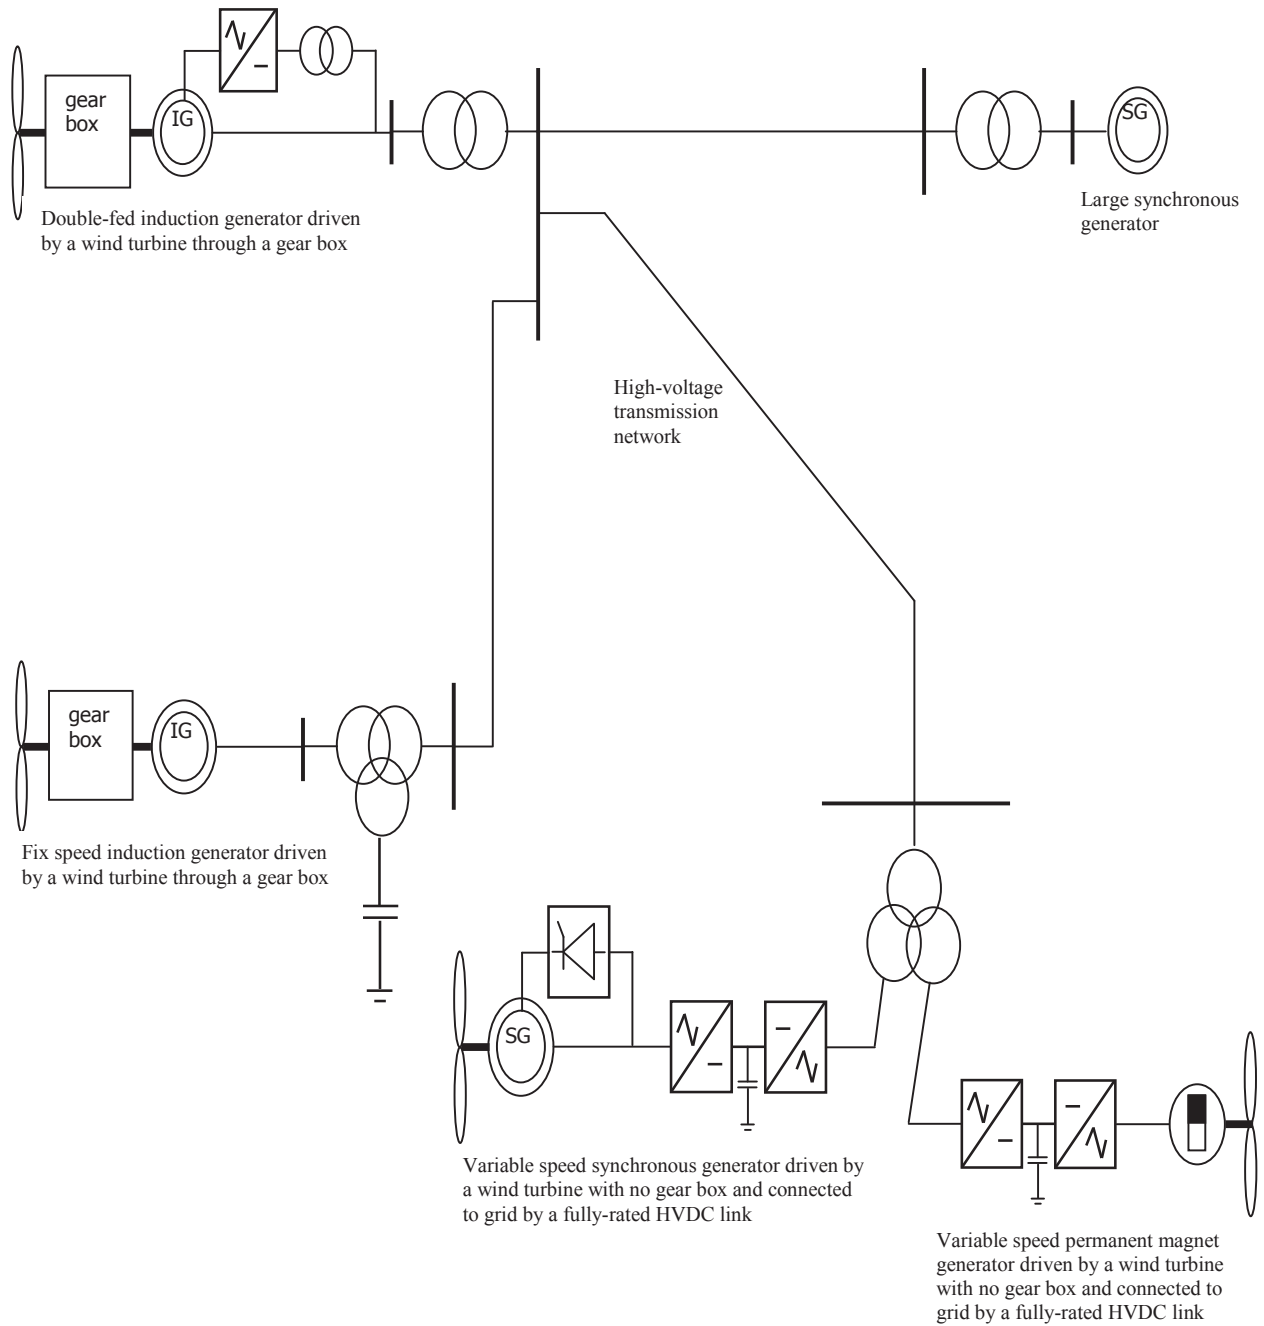 gear
box
IG
SG
Double-fed induction generator driven
by a wind turbine through a gear box
Large synchronous
generator
High-voltage
transmission
network
gear
box
IG
Fix speed induction generator driven
by a wind turbine through a gear box
SG
Variable speed synchronous generator driven by
a wind turbine with no gear box and connected
to grid by a fully-rated HVDC link
Variable speed permanent magnet
generator driven by a wind turbine
with no gear box and connected to
grid by a fully-rated HVDC link